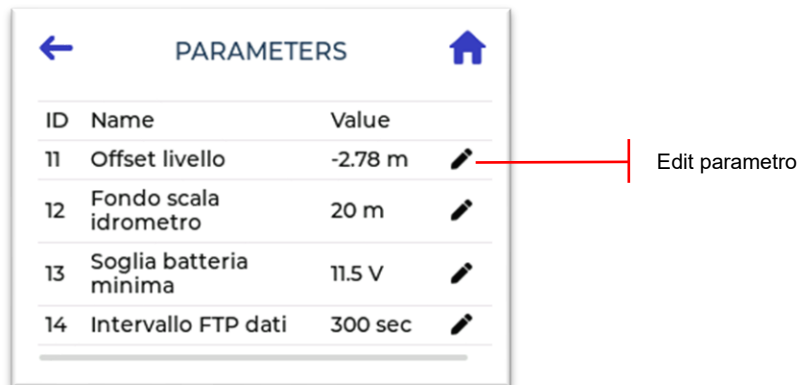 PARAMETERS
ID Name Value
11 Offset livello -2.78 m
Edit parametro
12 Fondo scala idrometro 20 m
13 Soglia batteria minima 11.5 V
14 Intervallo FTP dati 300 sec